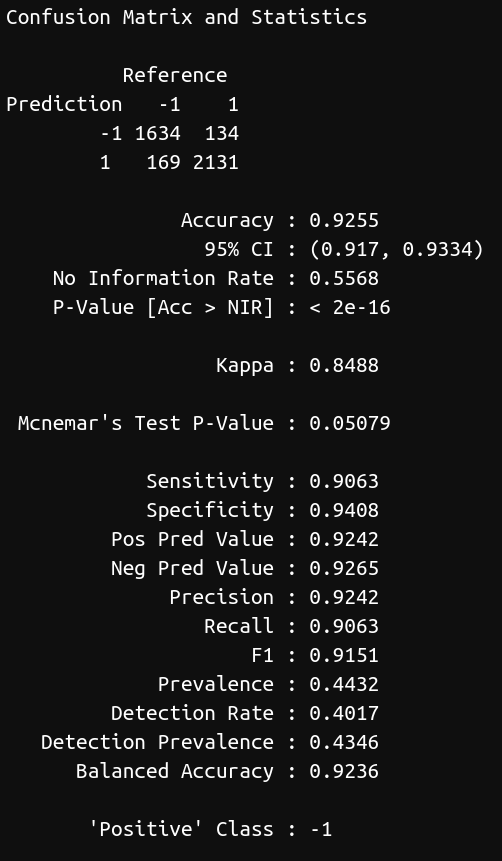 Confusion Matrix and Statistics
Reference
Prediction -1 1
-1 1634 134
1 169 2131
Accuracy : 0.9255
95% CI : (0.917, 0.9334)
No Information Rate : 0.5568
P-Value [Acc > NIR] : < 2e-16
Kappa : 0.8488
Mcnemar's Test P-Value : 0.05079
Sensitivity : 0.9063
Specificity : 0.9408
Pos Pred Value : 0.9242
Neg Pred Value : 0.9265
Precision : 0.9242
Recall : 0.9063
F1 : 0.9151
Prevalence : 0.4432
Detection Rate : 0.4017
Detection Prevalence : 0.4346
Balanced Accuracy : 0.9236
'Positive' Class : -1